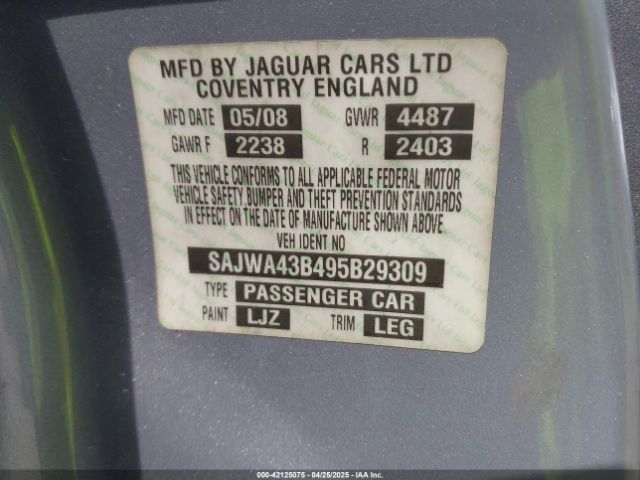 MFD BY JAGUAR CARS LTD
COVENTRY ENGLAND
MFD DATE 05/08 GVWR 4487
GAWR F 2238 R 2403
THIS VEHICLE CONFORMS TO ALL APPLICABLE FEDERAL MOTOR
VEHICLE SAFETY,BUMPER AND THEFT PREVENTION STANDARDS
IN EFFECT ON THE DATE OF MANUFACTURE SHOWN ABOVE.
VEH IDENT NO
SAJWA43B495B29309
TYPE PASSENGER CAR
PAINT LJZ TRIM LEG
000-42125075 - 04/25/2025 - IAA Inc.